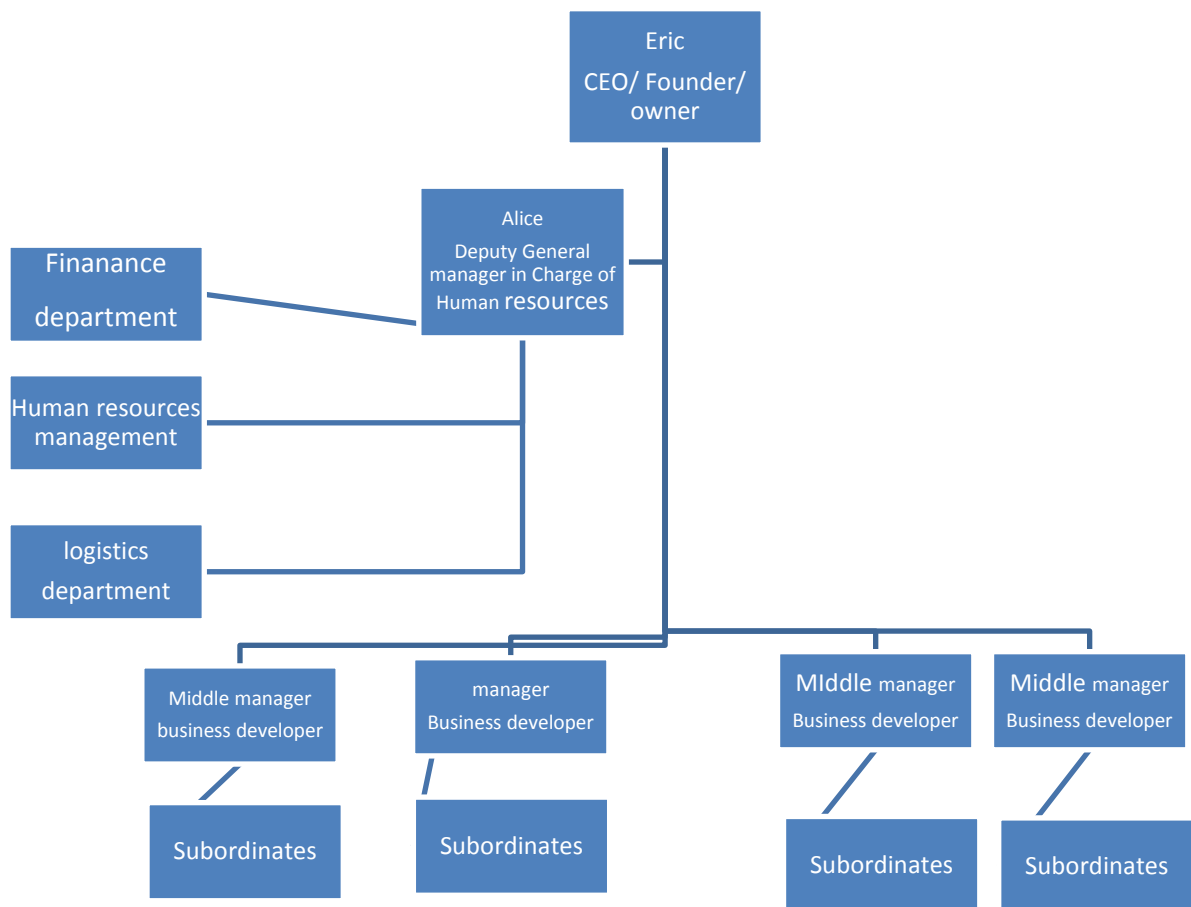 Eric
CEO/ Founder/
owner
Alice
Deputy General
manager in Charge of
Human resources
Finanance
department
Human resources
management
logistics
department
Middle manager
business developer
manager
Business developer
MIddle manager
Business developer
Middle manager
Business developer
Subordinates
Subordinates
Subordinates
Subordinates